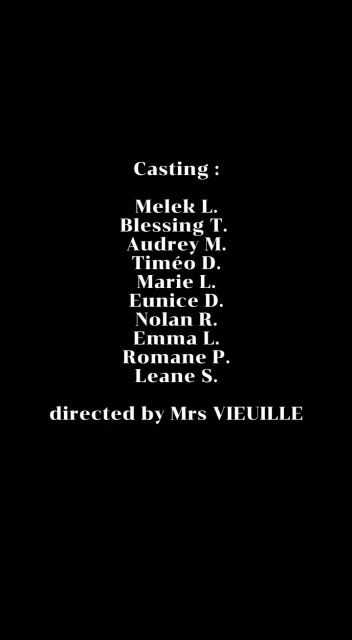 Casting :
Melek L.
Blessing T.
Audrey M.
Timéo D.
Marie L.
Eunice D.
Nolan R.
Emma L.
Romane P.
Leane S.
directed by Mrs VIEUILLE